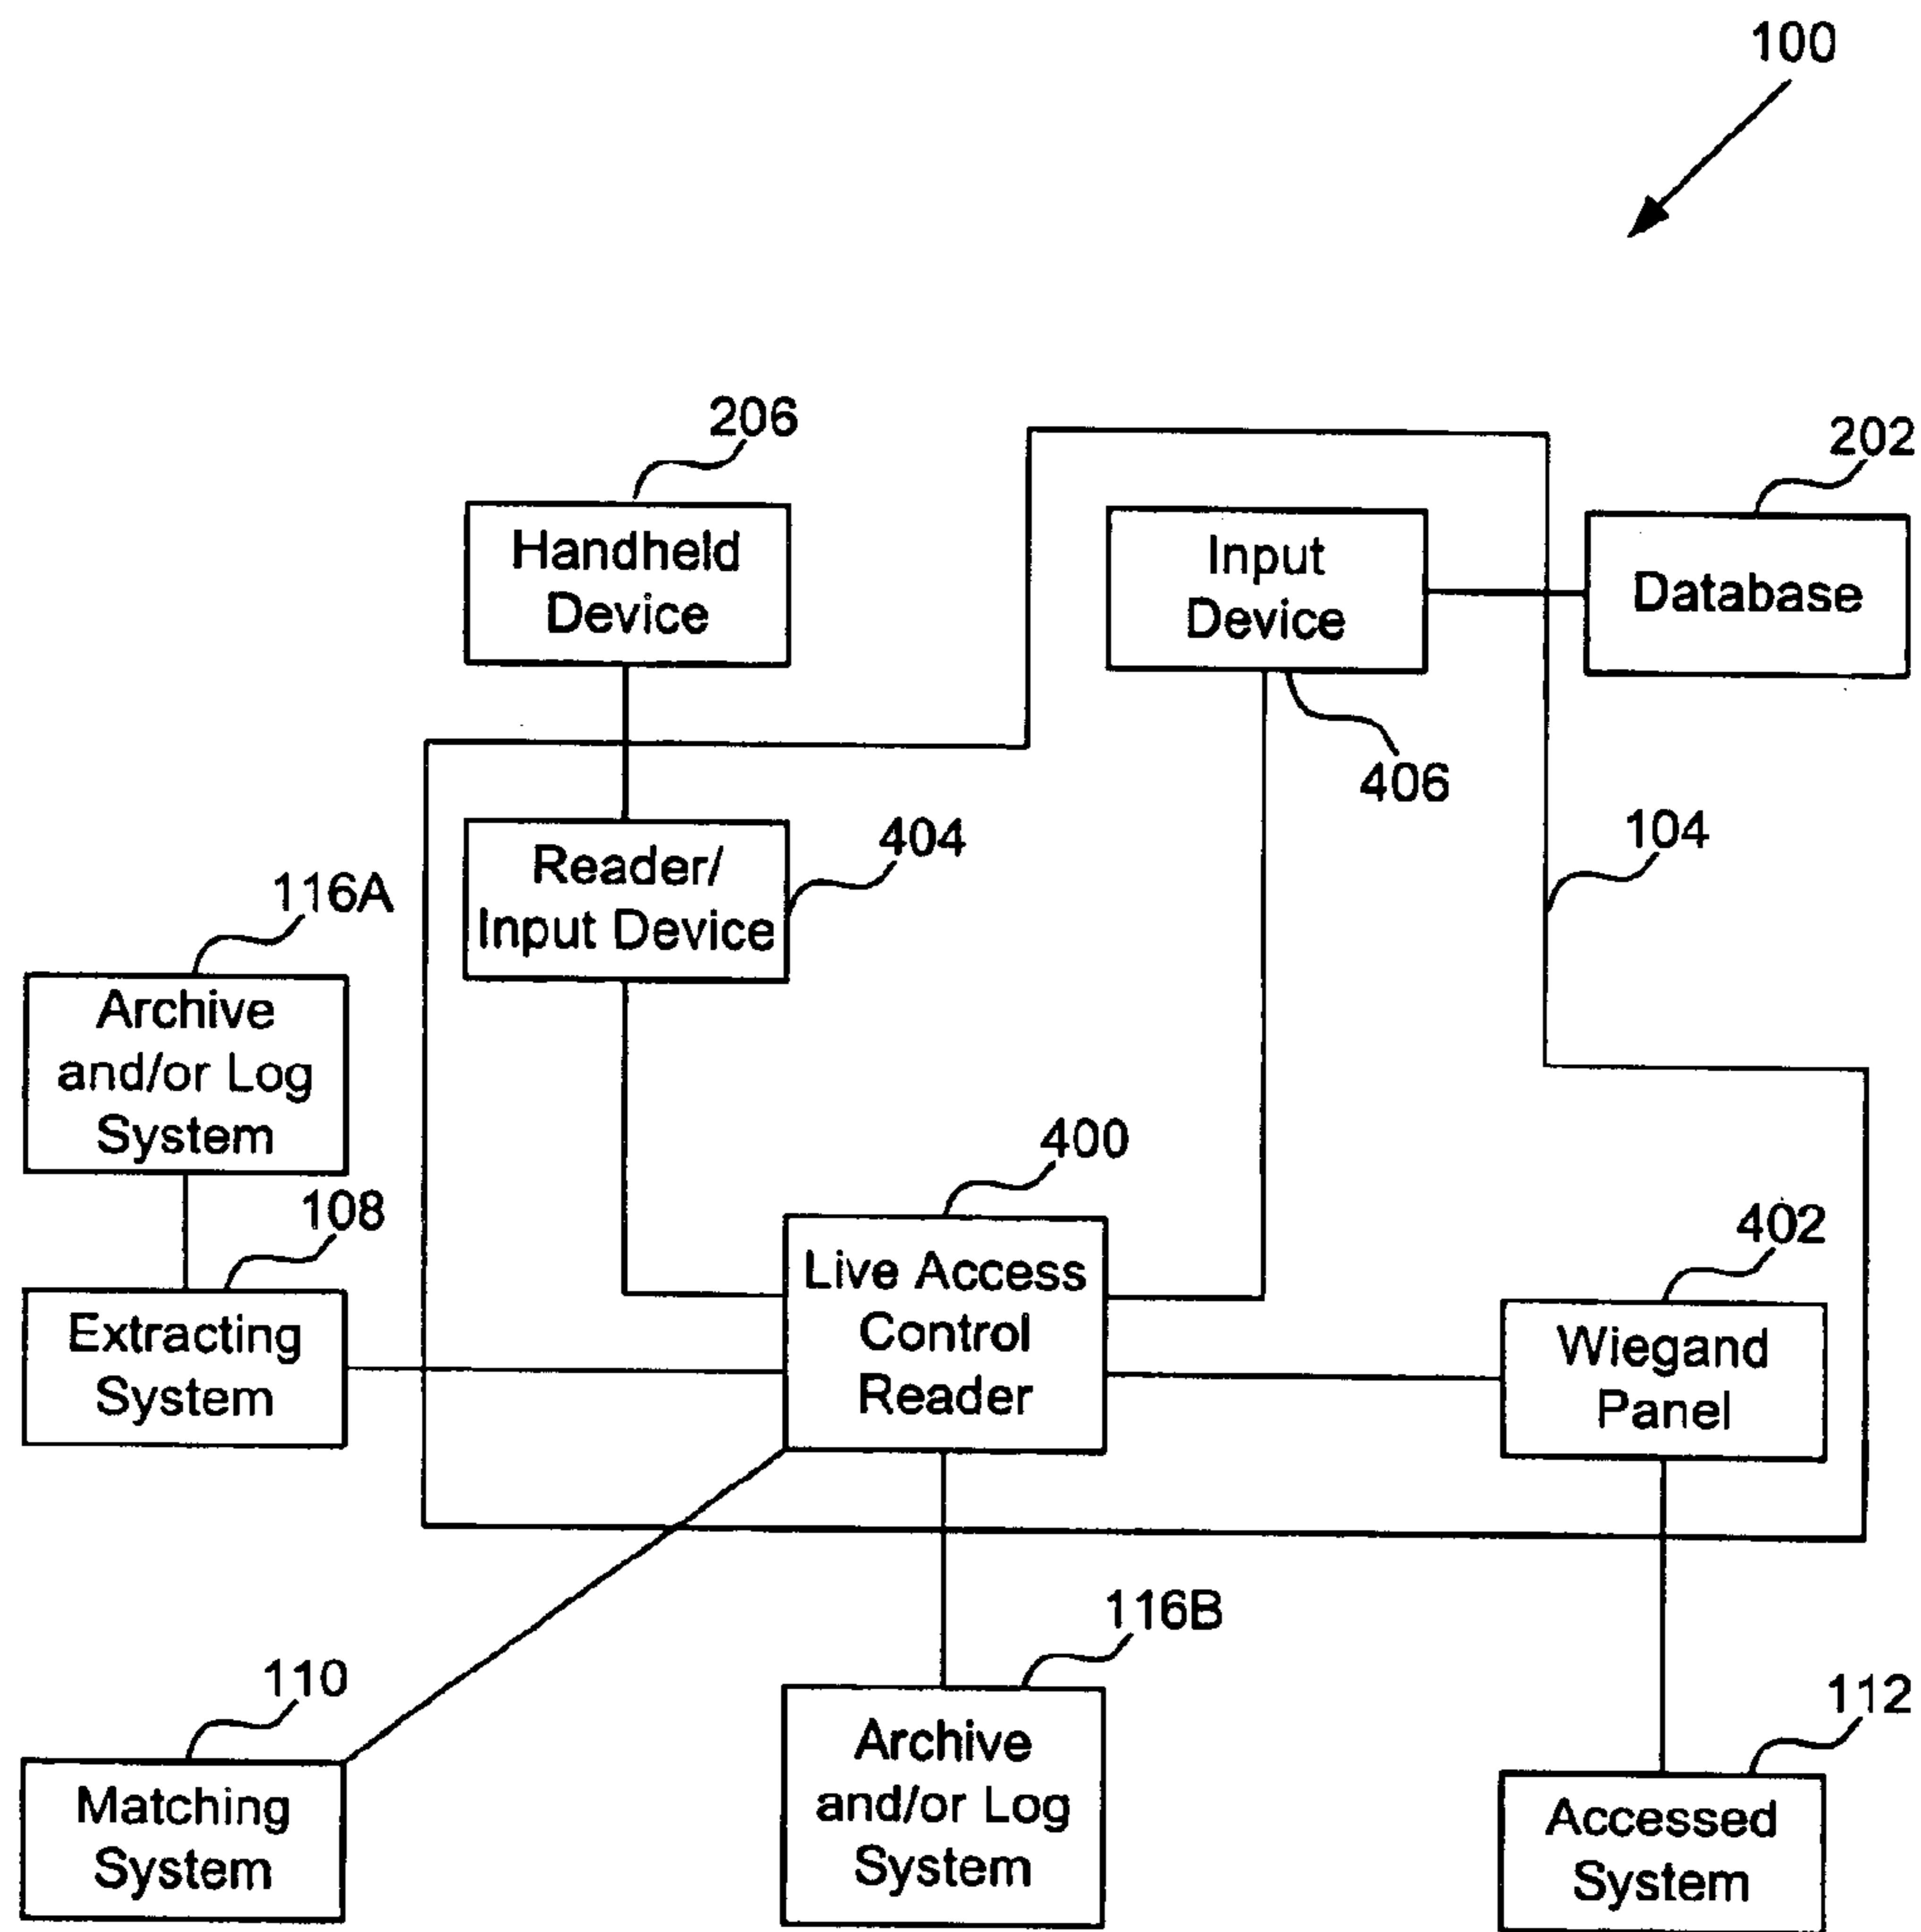 100
206
202
Handheld
Device
Input
Device
Database
406
404
104
Reader/
Input Device
116A
Archive
and/or Log
System
400
108
402
Live Access
Control
Reader
Extracting
System
Wiegand
Panel
116B
110
112
Archive
and/or Log
System
Matching
System
Accessed
System